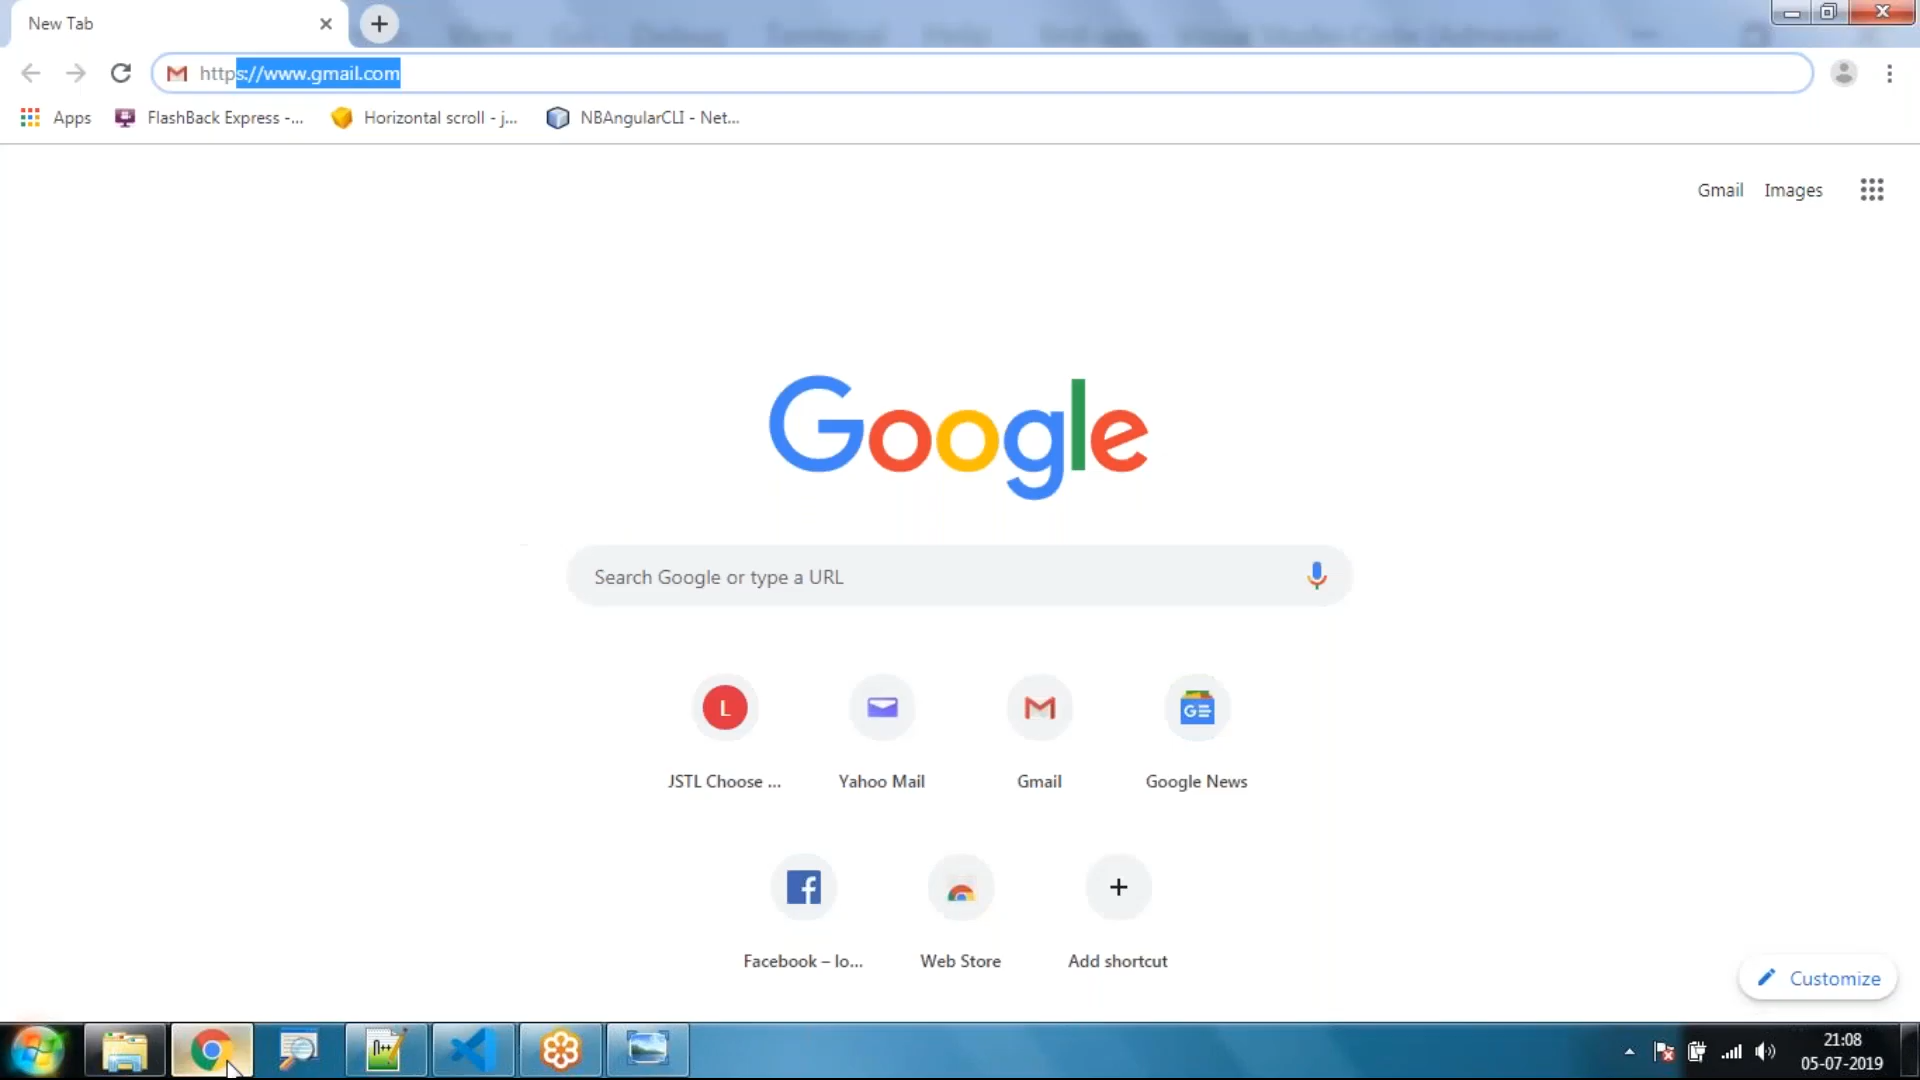 New Tab
https://www.gmail.com
Apps FlashBack Express -... Horizontal scroll - j... NBAngularCLI - Net...
Gmail Images
Google
Search Google or type a URL
L
GE
JSTL Choose ... Yahoo Mail Gmail Google News
Facebook – lo... Web Store Add shortcut
Customize
21:08
05-07-2019